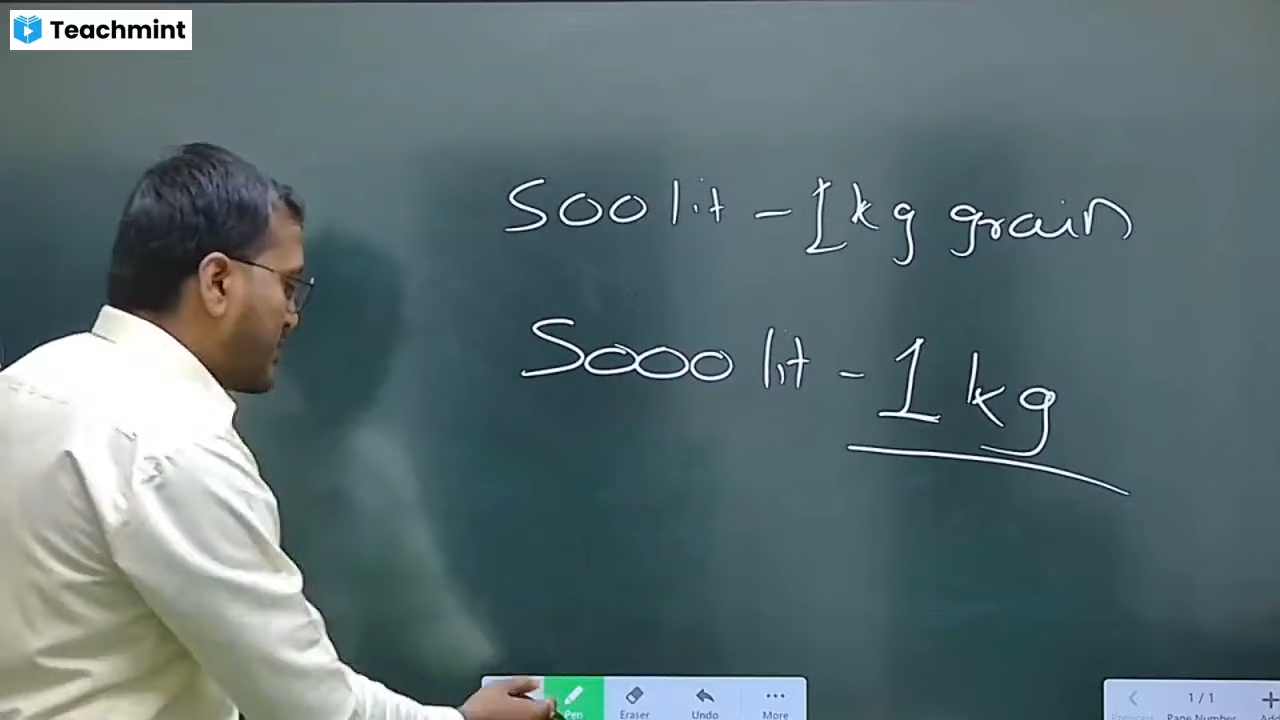 Teachmint
500 lit - 1 kg grain
5000 lit - 1 kg
Pen
Eraser
Undo
More
1/1
Page Number